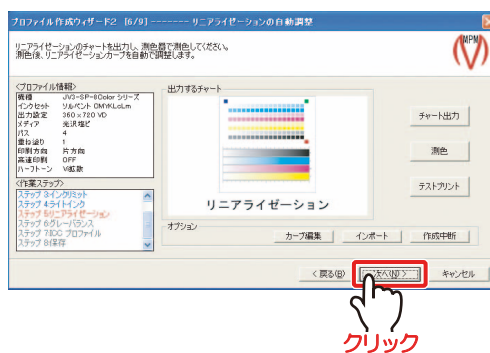 プロファイル作成ウィザード2 [6/9] ------- リニアライゼーションの自動調整
リニアライゼーションのチャートを出力し、測色器で測色してください。
測色後、リニアライゼーションカーブを自動で調整します。
MPM
<プロファイル情報>
機種 JV3-SP-8Color シリーズ
インクセット ソルベント CMYKLcLm
出力設定 360 x 720 VD
メディア 光沢塩ビ
パス 4
重ね塗り 1
印刷方向 片方向
高速印刷 OFF
ハーフトーン V拡散
<作業ステップ>
ステップ 3インクリミット
ステップ 4ライトインク
ステップ 5リニアライゼーション
ステップ 6グレーバランス
ステップ 7ICC プロファイル
ステップ 8保存
出力するチャート
リニアライゼーション
チャート出力
測色
テストプリント
オプション
カーブ編集
インポート
作成中断
< 戻る(B)
次へ(N) >
キャンセル
クリック